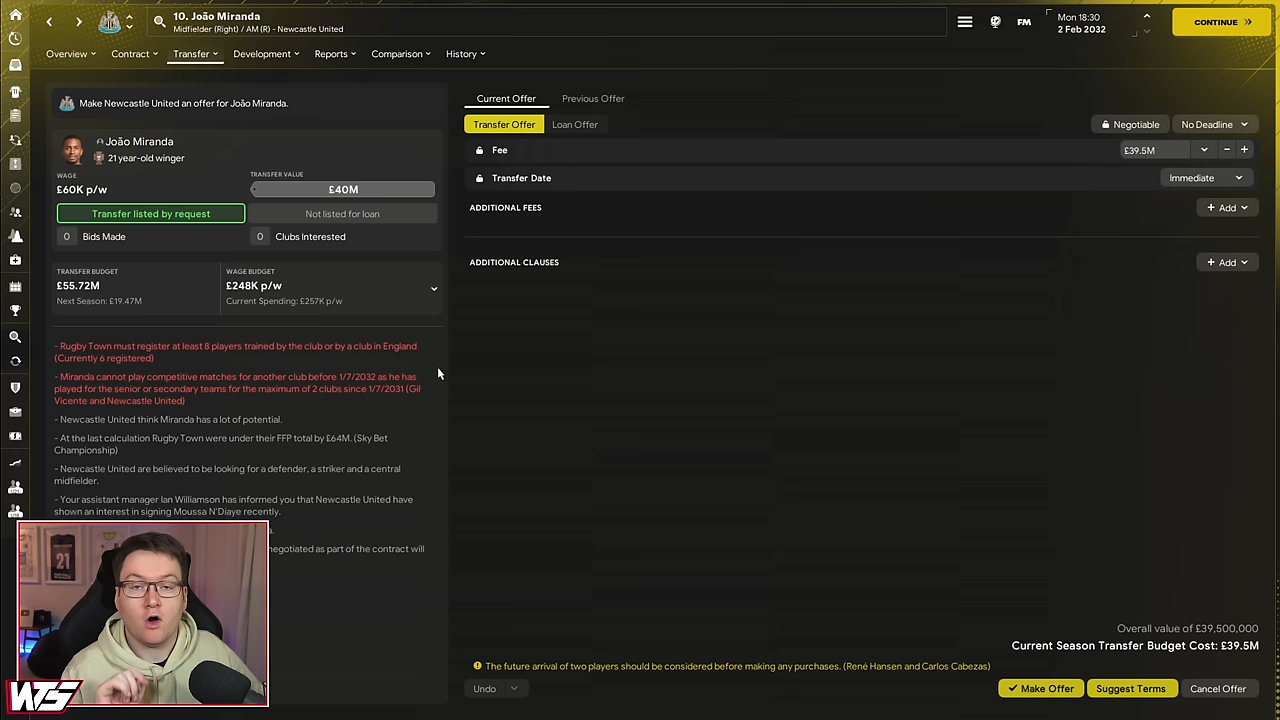 10. João Miranda
Midfielder (Right) / AM (R) - Newcastle United
FM
Mon 18:30
2 Feb 2032
CONTINUE
Overview
Contract
Transfer
Development
Reports
Comparison
History
Make Newcastle United an offer for João Miranda.
João Miranda
21 year-old winger
WAGE
£60K p/w
TRANSFER VALUE
£40M
Transfer listed by request
Not listed for loan
0 Bids Made
0 Clubs Interested
TRANSFER BUDGET
£55.72M
Next Season: £19.47M
WAGE BUDGET
£248K p/w
Current Spending: £257K p/w
- Rugby Town must register at least 8 players trained by the club or by a club in England
(Currently 6 registered)
- Miranda cannot play competitive matches for another club before 1/7/2032 as he has
played for the senior or secondary teams for the maximum of 2 clubs since 1/7/2031 (Gil
Vicente and Newcastle United)
- Newcastle United think Miranda has a lot of potential.
- At the last calculation Rugby Town were under their FFP total by £64M. (Sky Bet
Championship)
- Newcastle United are believed to be looking for a defender, a striker and a central
midfielder.
- Your assistant manager Ian Williamson has informed you that Newcastle United have
shown an interest in signing Moussa N'Diaye recently.
negotiated as part of the contract will
21
WTS
Current Offer
Previous Offer
Transfer Offer
Loan Offer
Negotiable
No Deadline
Fee
£39.5M
Transfer Date
Immediate
ADDITIONAL FEES
+ Add
ADDITIONAL CLAUSES
+ Add
Overall value of £39,500,000
Current Season Transfer Budget Cost: £39.5M
The future arrival of two players should be considered before making any purchases. (René Hansen and Carlos Cabezas)
Undo
Make Offer
Suggest Terms
Cancel Offer